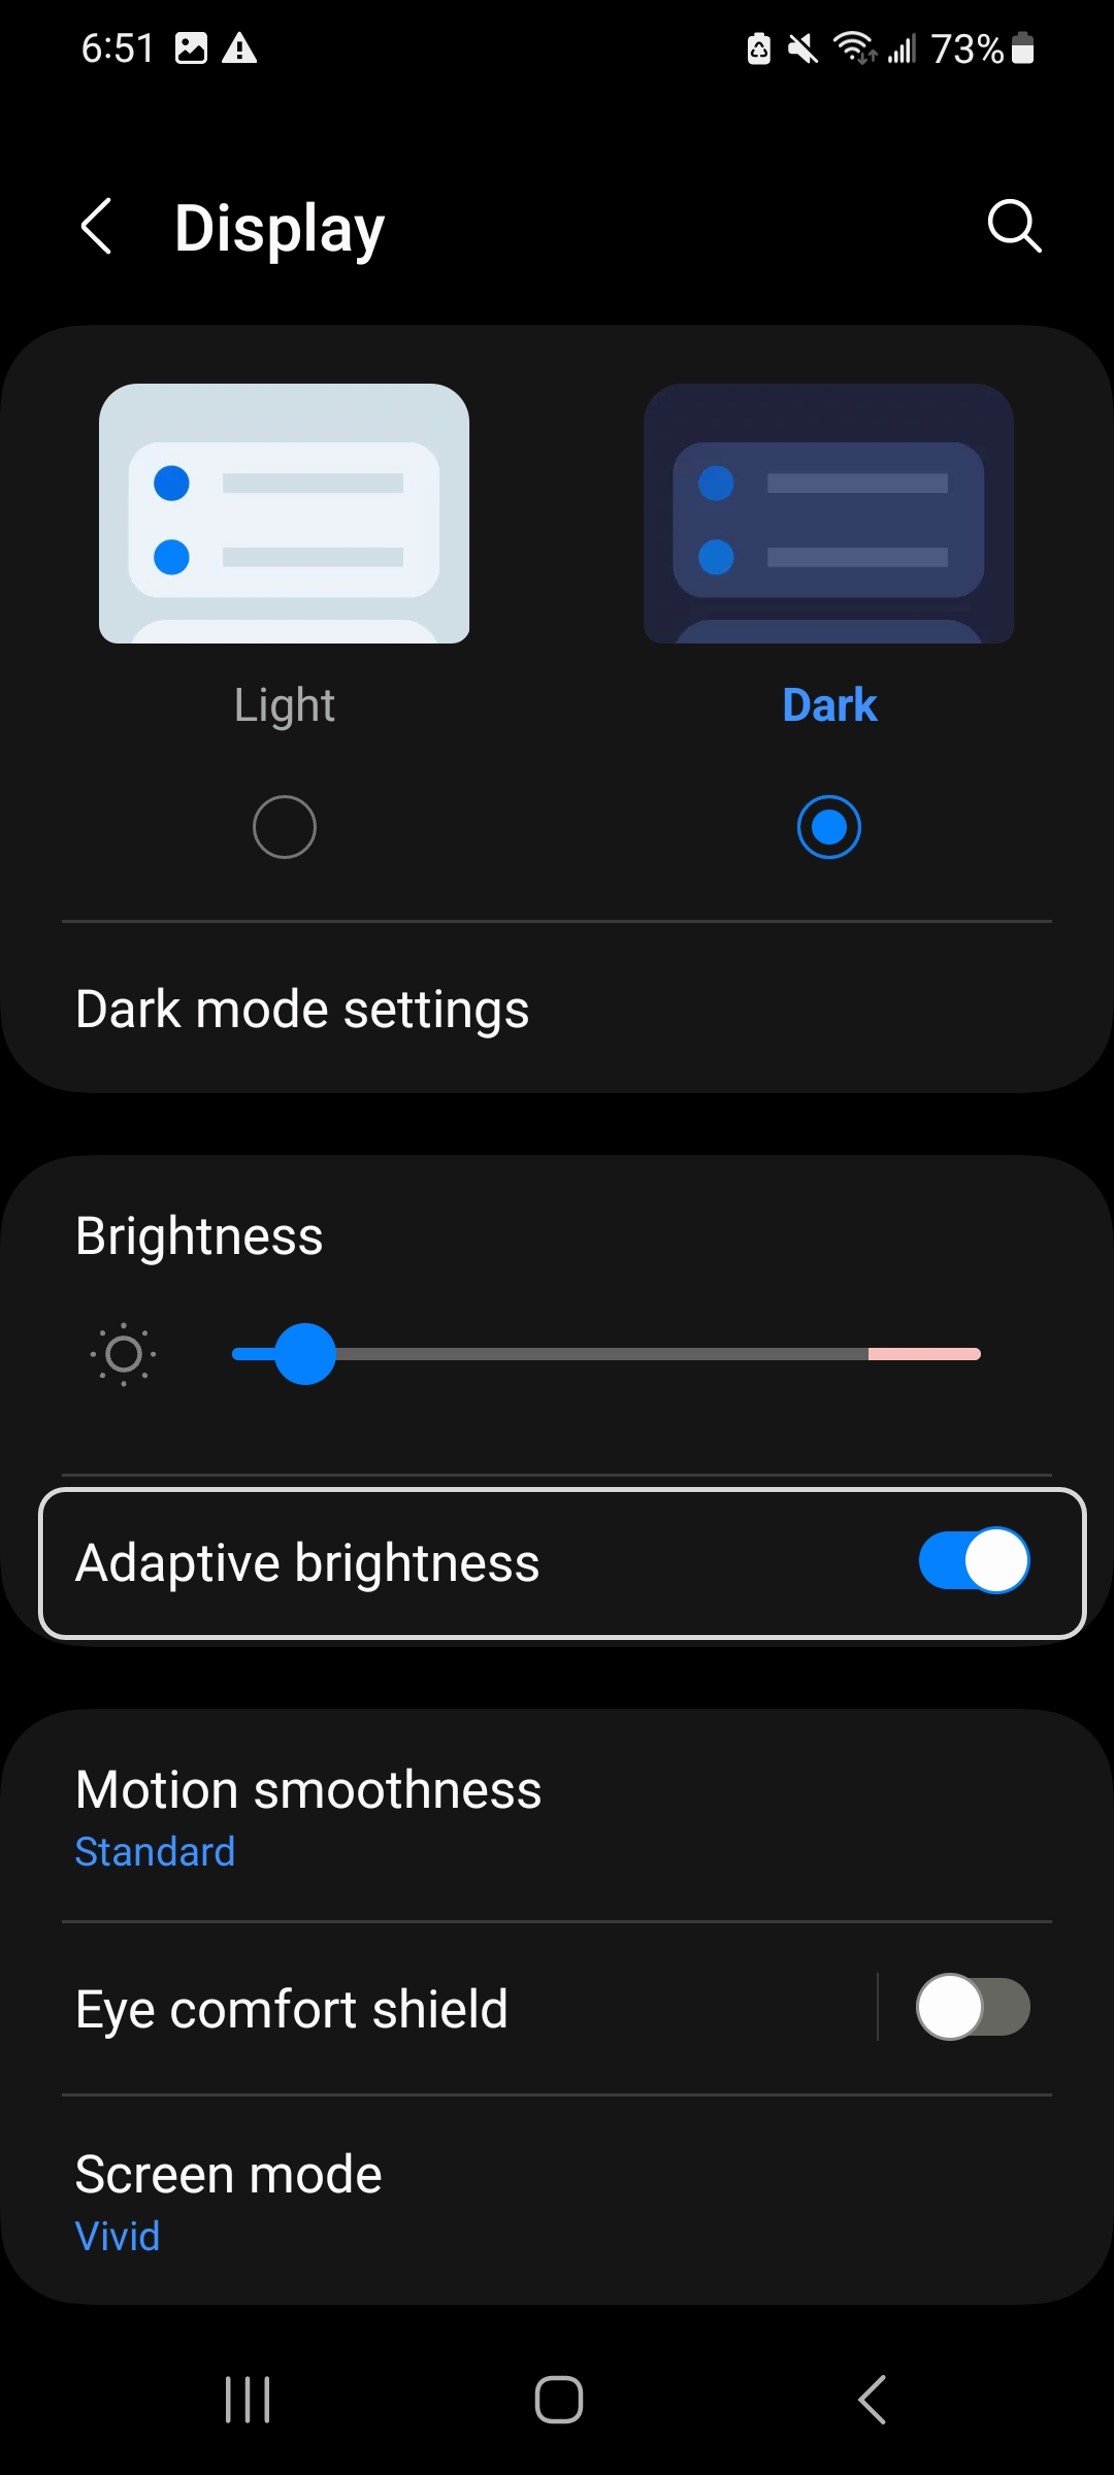 6:51
73%
Display
Light
Dark
Dark mode settings
Brightness
Adaptive brightness
Motion smoothness
Standard
Eye comfort shield
Screen mode
Vivid